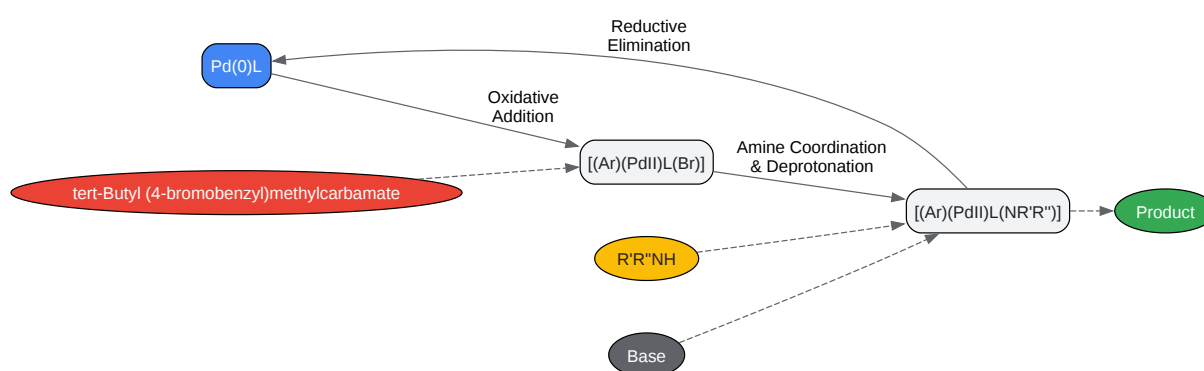 Reductive
Elimination
Pd(0)L
Oxidative
Addition
Amine Coordination
& Deprotonation
[(Ar)(PdII)L(Br)]
tert-Butyl (4-bromobenzyl)methylcarbamate
[(Ar)(PdII)L(NR'R")]
Product
R'R"NH
Base